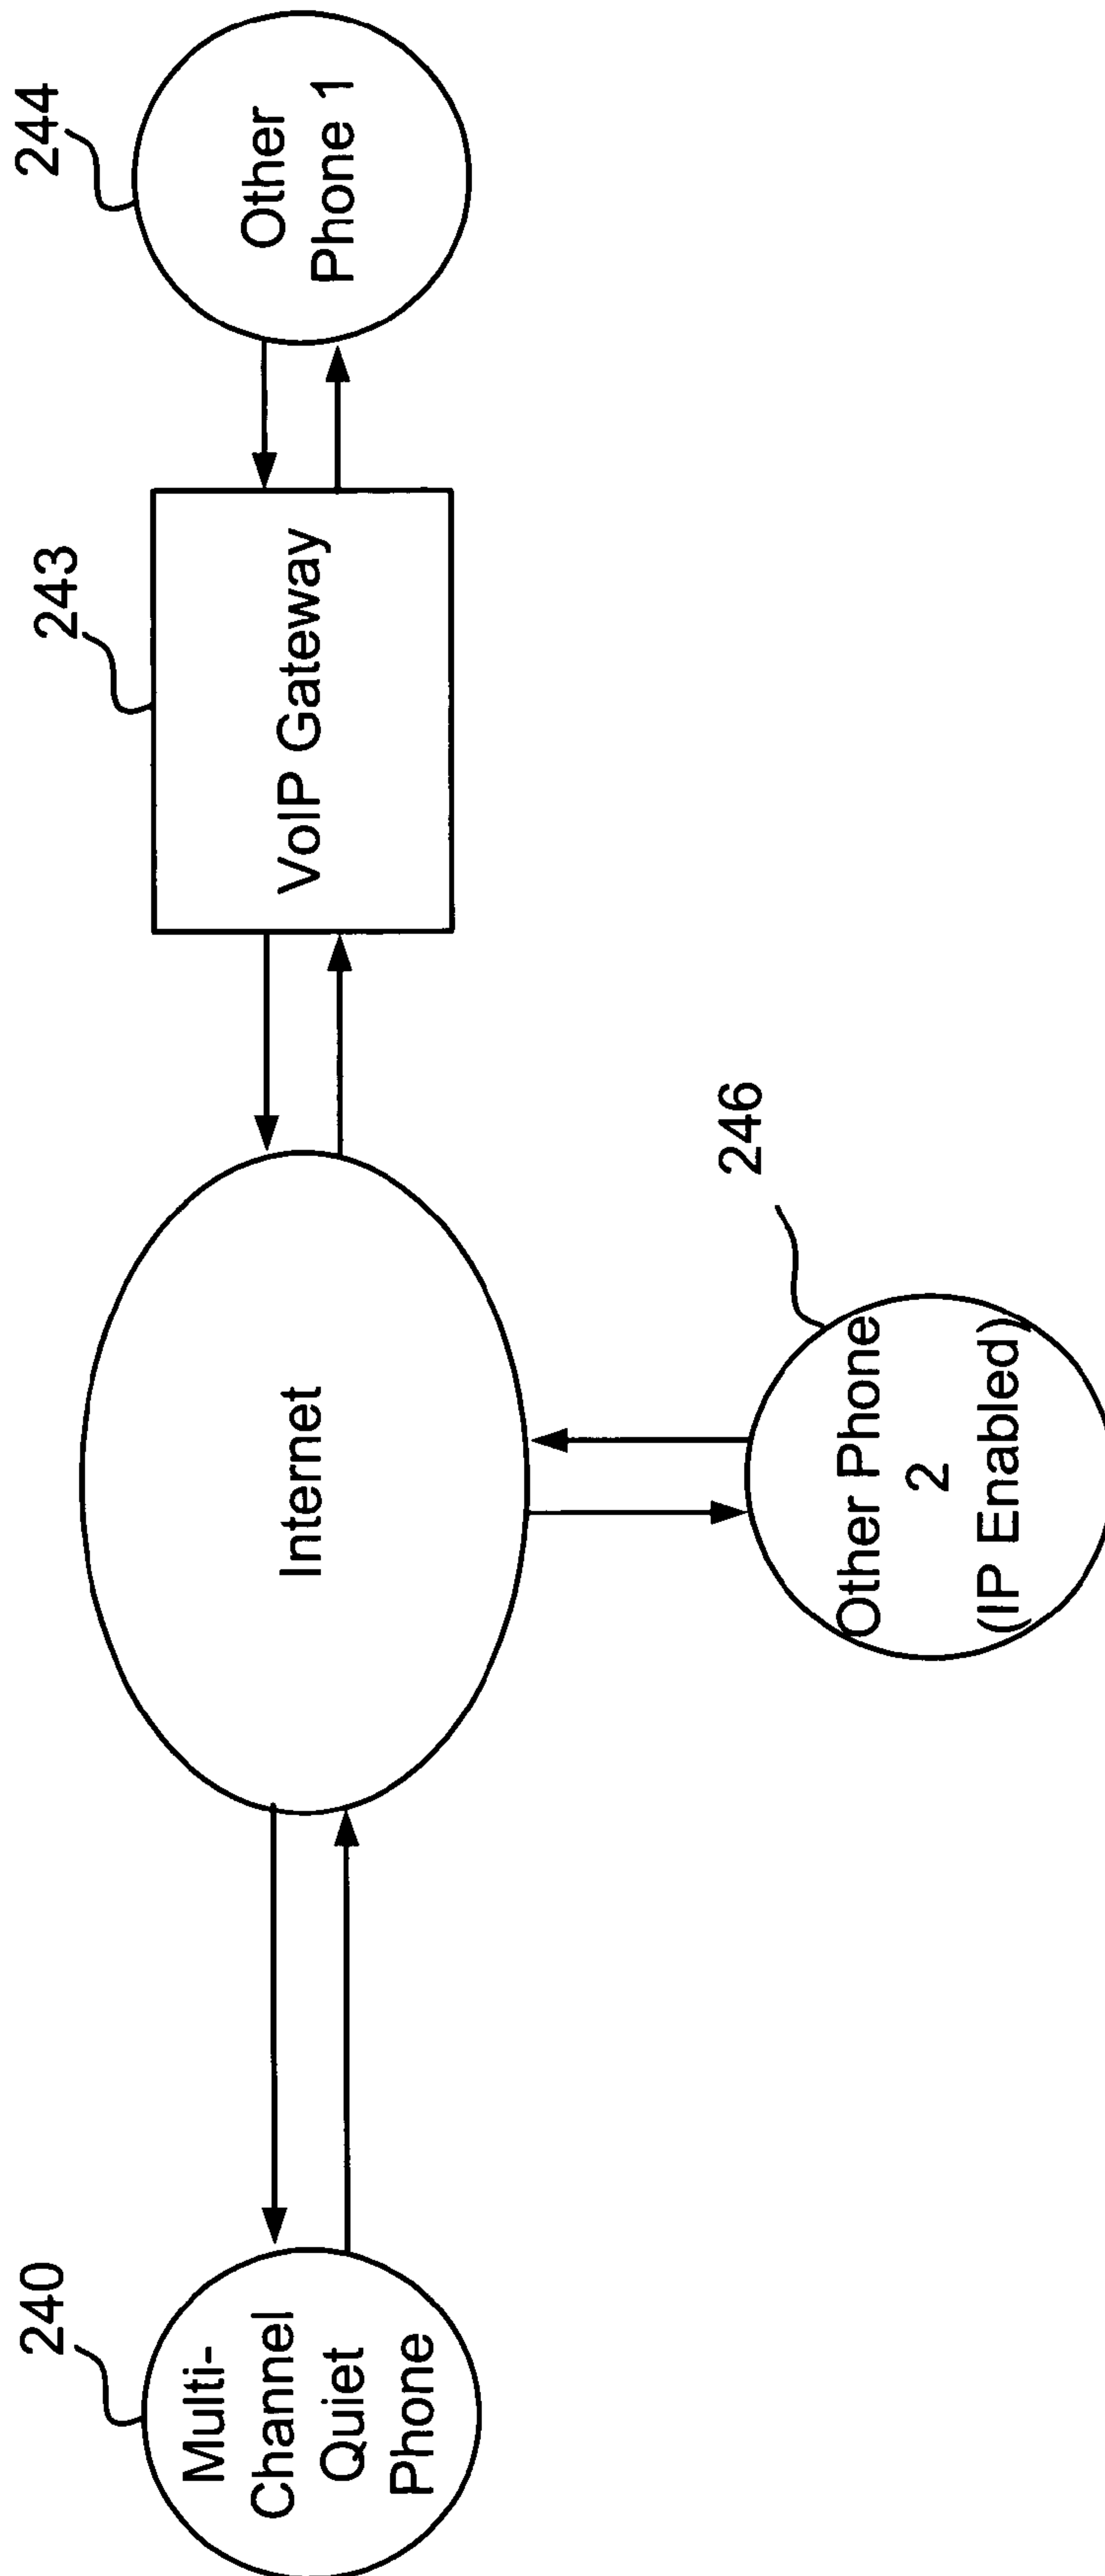 240
Multi-
Channel
Quiet
Phone
Internet
243
VoIP Gateway
244
Other
Phone 1
246
Other Phone
2
(IP Enabled)